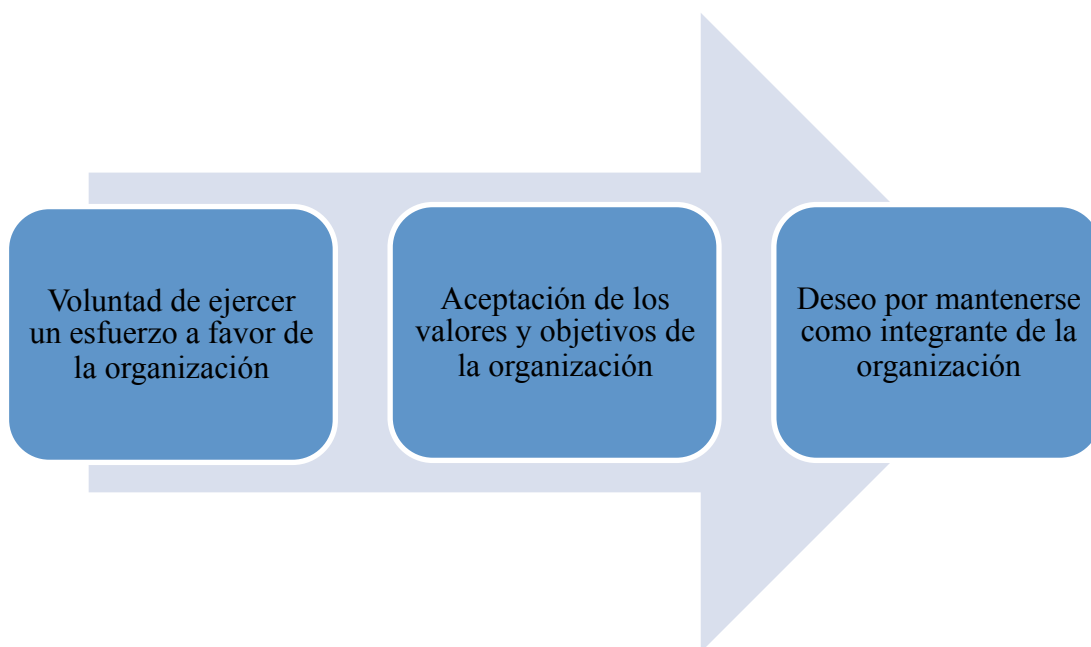 Voluntad de ejercer
un esfuerzo a favor de
la organización
Aceptación de los
valores y objetivos de
la organización
Deseo por mantenerse
como integrante de la
organización